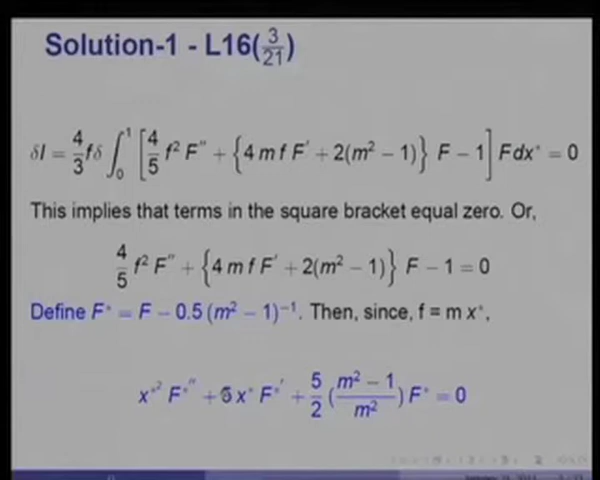 Solution-1 - L16(3/21)
δI = 4/3 f δ ∫₀¹ [4/5 f² F'' + {4 m f F' + 2(m² − 1)} F − 1] F dx* = 0
This implies that terms in the square bracket equal zero. Or,
4/5 f² F'' + {4 m f F' + 2(m² − 1)} F − 1 = 0
Define F* = F − 0.5 (m² − 1)⁻¹. Then, since, f = m x*,
x*² F*'' + 5 x* F*' + 5/2 (m² − 1/m²) F* = 0